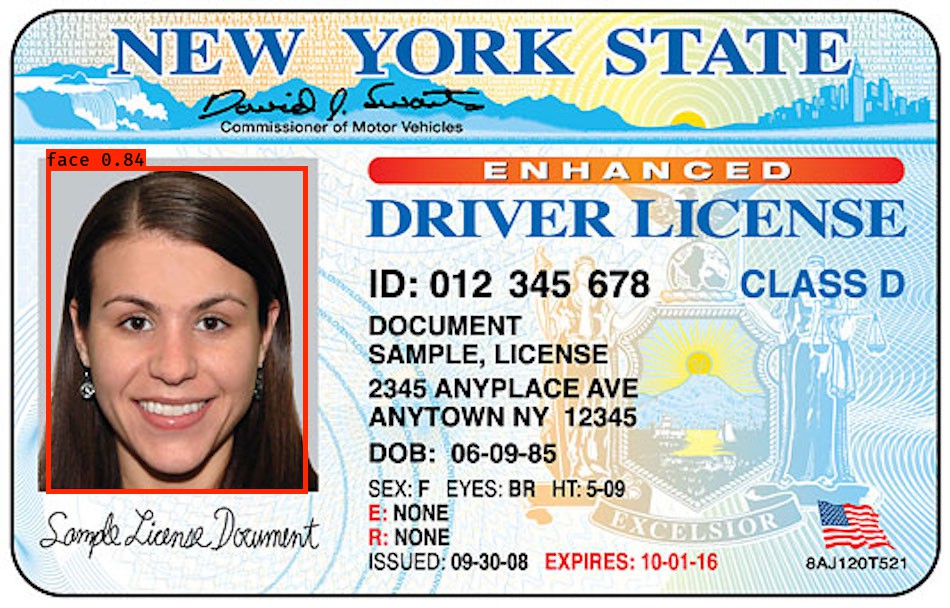 NEW YORK STATE
David J. Swarts
Commissioner of Motor Vehicles
face 0.84
ENHANCED
DRIVER LICENSE
ID: 012 345 678 CLASS D
DOCUMENT
SAMPLE, LICENSE
2345 ANYPLACE AVE
ANYTOWN NY 12345
DOB: 06-09-85
SEX: F EYES: BR HT: 5-09
E: NONE
R: NONE
EXCELSIOR
ISSUED: 09-30-08 EXPIRES: 10-01-16
8AJ120T521
Sample License Document